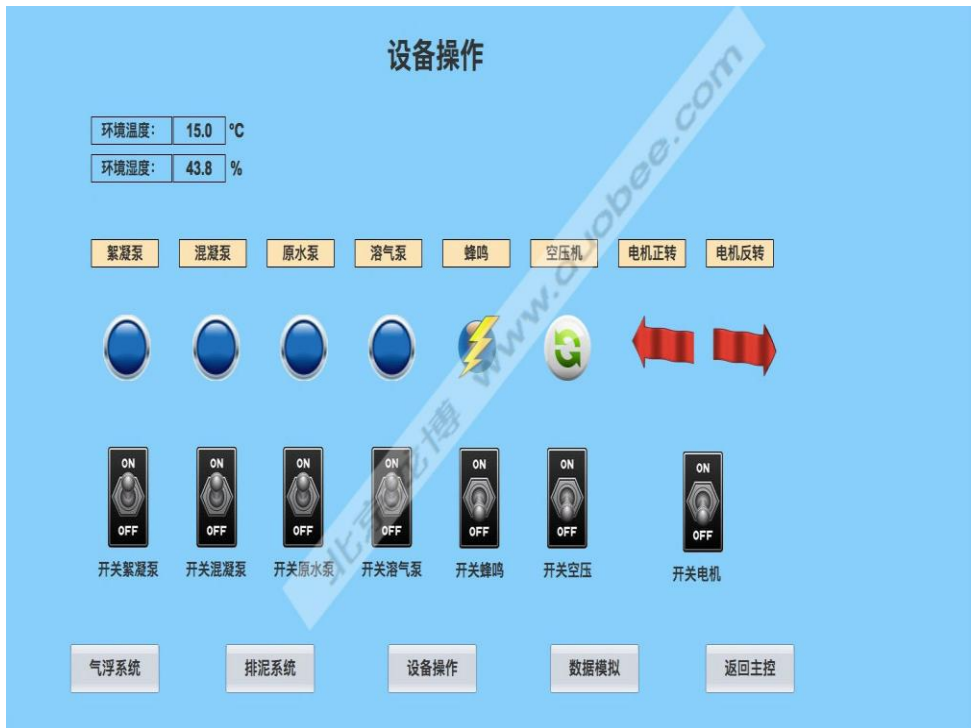 设备操作
环境温度： 15.0 °C
环境湿度： 43.8 %
絮凝泵 混凝泵 原水泵 溶气泵 蜂鸣 空压机 电机正转 电机反转
ON ON ON ON ON ON ON
OFF OFF OFF OFF OFF OFF OFF
开关絮凝泵 开关混凝泵 开关原水泵 开关溶气泵 开关蜂鸣 开关空压 开关电机
气浮系统 排泥系统 设备操作 数据模拟 返回主控
www.duobee.com